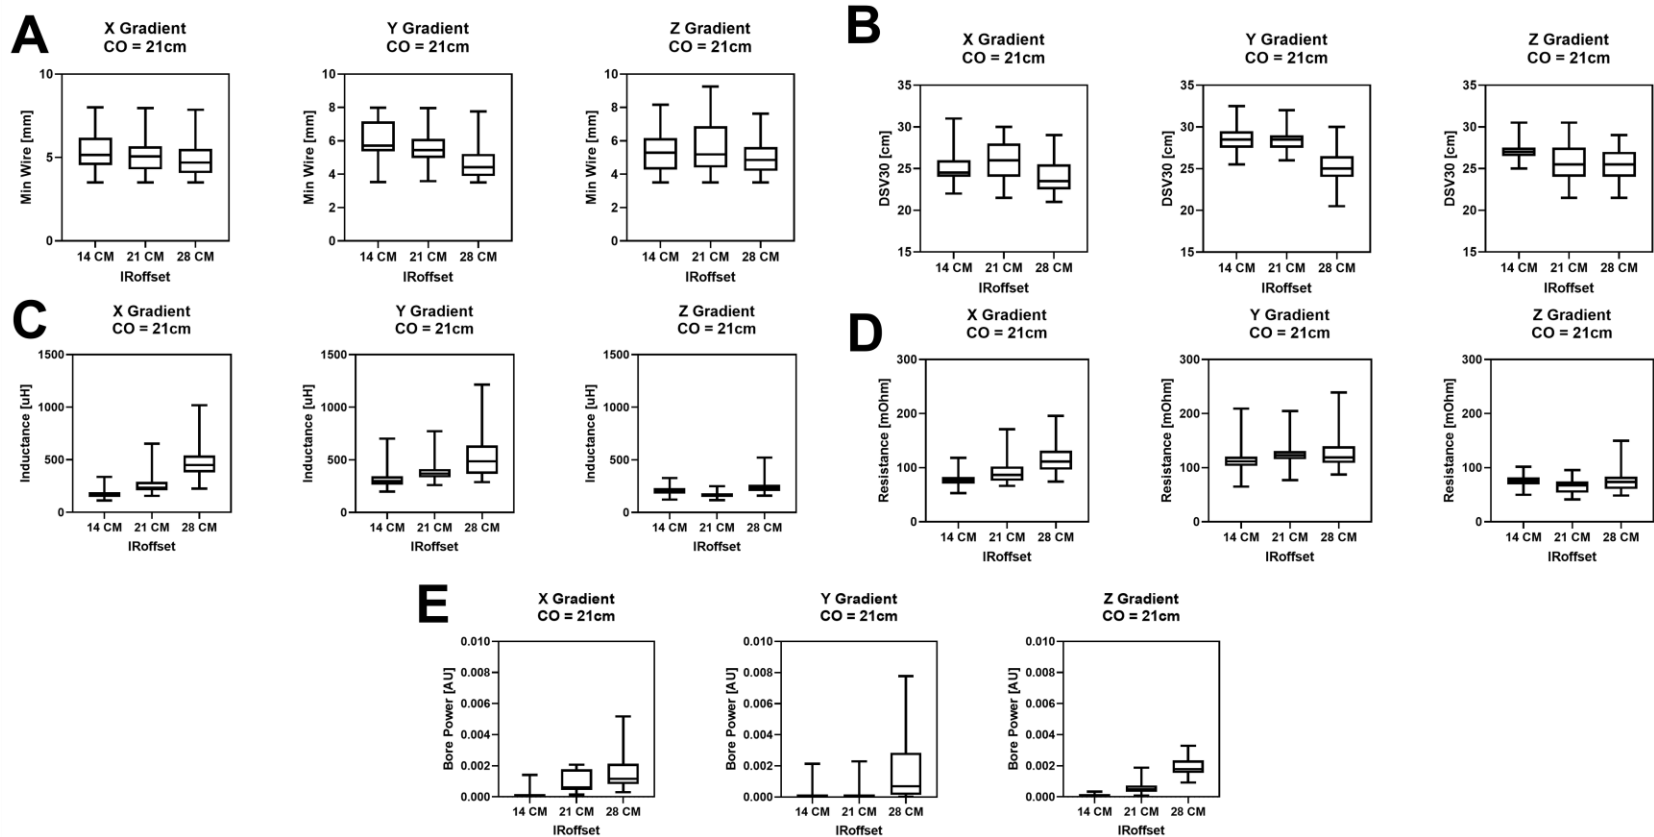 A
X Gradient
CO = 21cm
Min Wire [mm]
10
5
0
14 CM 21 CM 28 CM
IRoffset
Y Gradient
CO = 21cm
Min Wire [mm]
10
8
6
4
2
0
14 CM 21 CM 28 CM
IRoffset
Z Gradient
CO = 21cm
Min Wire [mm]
10
8
6
4
2
0
14 CM 21 CM 28 CM
IRoffset
B
X Gradient
CO = 21cm
DSV30 [cm]
35
30
25
20
15
14 CM 21 CM 28 CM
IRoffset
Y Gradient
CO = 21cm
DSV30 [cm]
35
30
25
20
15
14 CM 21 CM 28 CM
IRoffset
Z Gradient
CO = 21cm
DSV30 [cm]
35
30
25
20
15
14 CM 21 CM 28 CM
IRoffset
C
X Gradient
CO = 21cm
Inductance [uH]
1500
1000
500
0
14 CM 21 CM 28 CM
IRoffset
Y Gradient
CO = 21cm
Inductance [uH]
1500
1000
500
0
14 CM 21 CM 28 CM
IRoffset
Z Gradient
CO = 21cm
Inductance [uH]
1500
1000
500
0
14 CM 21 CM 28 CM
IRoffset
D
X Gradient
CO = 21cm
Resistance [mOhm]
300
200
100
0
14 CM 21 CM 28 CM
IRoffset
Y Gradient
CO = 21cm
Resistance [mOhm]
300
200
100
0
14 CM 21 CM 28 CM
IRoffset
Z Gradient
CO = 21cm
Resistance [mOhm]
300
200
100
0
14 CM 21 CM 28 CM
IRoffset
E
X Gradient
CO = 21cm
Bore Power [AU]
0.010
0.008
0.006
0.004
0.002
0.000
14 CM 21 CM 28 CM
IRoffset
Y Gradient
CO = 21cm
Bore Power [AU]
0.010
0.008
0.006
0.004
0.002
0.000
14 CM 21 CM 28 CM
IRoffset
Z Gradient
CO = 21cm
Bore Power [AU]
0.010
0.008
0.006
0.004
0.002
0.000
14 CM 21 CM 28 CM
IRoffset